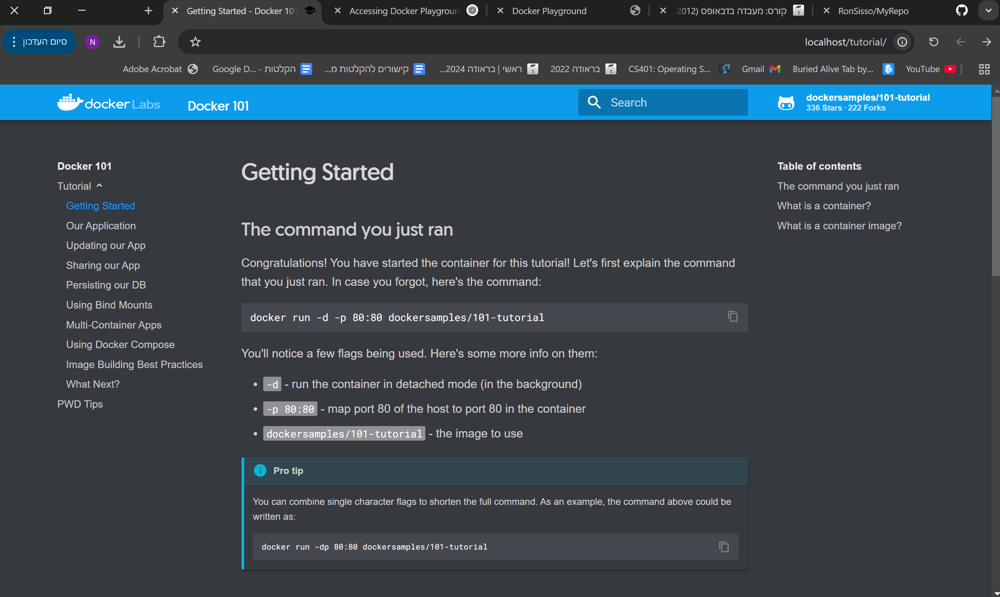 Getting Started - Docker 101
Accessing Docker Playgroun
Docker Playground
קורס: מעבדה בדבאופס (2012
RonSisso/MyRepo
סיום העדכון
N
localhost/tutorial/
Adobe Acrobat
הקלטות - Google D...
קישורים להקלטות מ...
ראשי | בראודה 2024...
בראודה 2022
CS401: Operating S...
Gmail
Buried Alive Tab by...
YouTube
docker Labs
Docker 101
Search
dockersamples/101-tutorial
336 Stars · 222 Forks
Docker 101
Tutorial
Getting Started
Our Application
Updating our App
Sharing our App
Persisting our DB
Using Bind Mounts
Multi-Container Apps
Using Docker Compose
Image Building Best Practices
What Next?
PWD Tips
Getting Started
The command you just ran
Congratulations! You have started the container for this tutorial! Let's first explain the command
that you just ran. In case you forgot, here's the command:
docker run -d -p 80:80 dockersamples/101-tutorial
You'll notice a few flags being used. Here's some more info on them:
• -d - run the container in detached mode (in the background)
• -p 80:80 - map port 80 of the host to port 80 in the container
• dockersamples/101-tutorial - the image to use
Pro tip
You can combine single character flags to shorten the full command. As an example, the command above could be
written as:
docker run -dp 80:80 dockersamples/101-tutorial
Table of contents
The command you just ran
What is a container?
What is a container image?